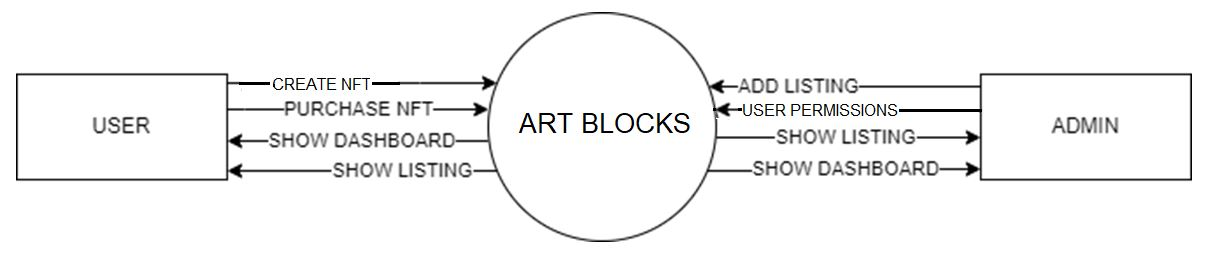 CREATE NFT
PURCHASE NFT
USER
SHOW DASHBOARD
SHOW LISTING
ART BLOCKS
ADD LISTING
USER PERMISSIONS
SHOW LISTING
SHOW DASHBOARD
ADMIN